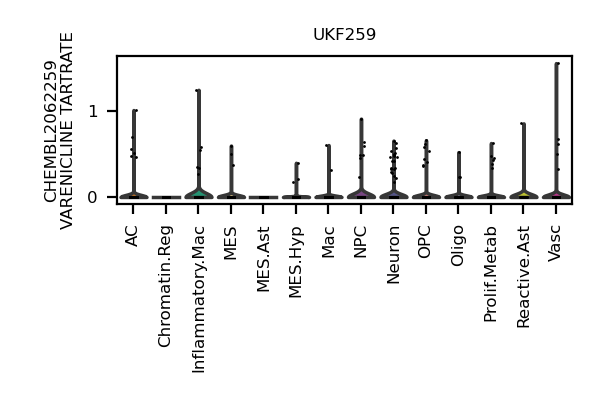 UKF259
CHEMBL2062259
VARENICLINE TARTRATE
1
0
AC
Chromatin.Reg
Inflammatory.Mac
MES
MES.Ast
MES.Hyp
Mac
NPC
Neuron
OPC
Oligo
Prolif.Metab
Reactive.Ast
Vasc